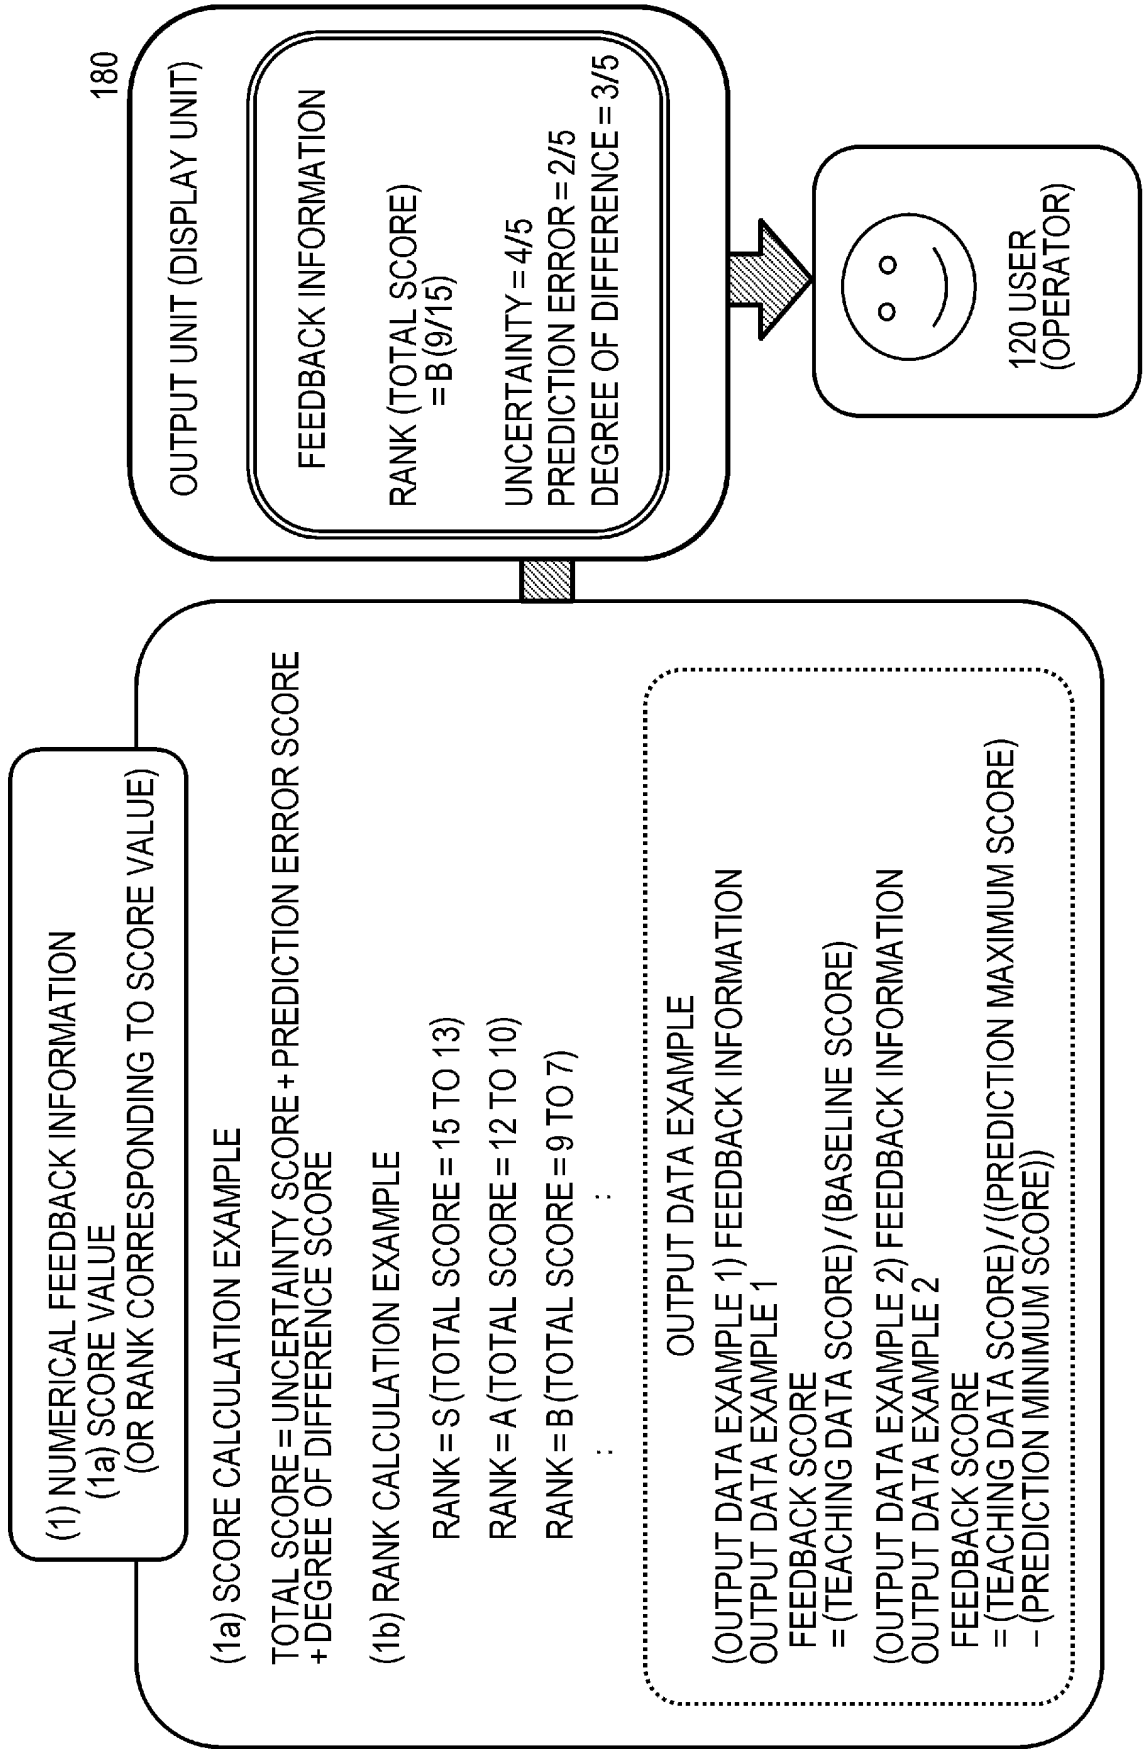 (1) NUMERICAL FEEDBACK INFORMATION
(1a) SCORE VALUE
(OR RANK CORRESPONDING TO SCORE VALUE)
(1a) SCORE CALCULATION EXAMPLE
TOTAL SCORE = UNCERTAINTY SCORE + PREDICTION ERROR SCORE
+ DEGREE OF DIFFERENCE SCORE
(1b) RANK CALCULATION EXAMPLE
RANK = S (TOTAL SCORE = 15 TO 13)
RANK = A (TOTAL SCORE = 12 TO 10)
RANK = B (TOTAL SCORE = 9 TO 7)
: :
OUTPUT DATA EXAMPLE
(OUTPUT DATA EXAMPLE 1) FEEDBACK INFORMATION
OUTPUT DATA EXAMPLE 1
FEEDBACK SCORE
= (TEACHING DATA SCORE) / (BASELINE SCORE)
(OUTPUT DATA EXAMPLE 2) FEEDBACK INFORMATION
OUTPUT DATA EXAMPLE 2
FEEDBACK SCORE
= (TEACHING DATA SCORE) / ((PREDICTION MAXIMUM SCORE)
− (PREDICTION MINIMUM SCORE))
180
OUTPUT UNIT (DISPLAY UNIT)
FEEDBACK INFORMATION
RANK (TOTAL SCORE)
= B (9/15)
UNCERTAINTY = 4/5
PREDICTION ERROR = 2/5
DEGREE OF DIFFERENCE = 3/5
120 USER
(OPERATOR)